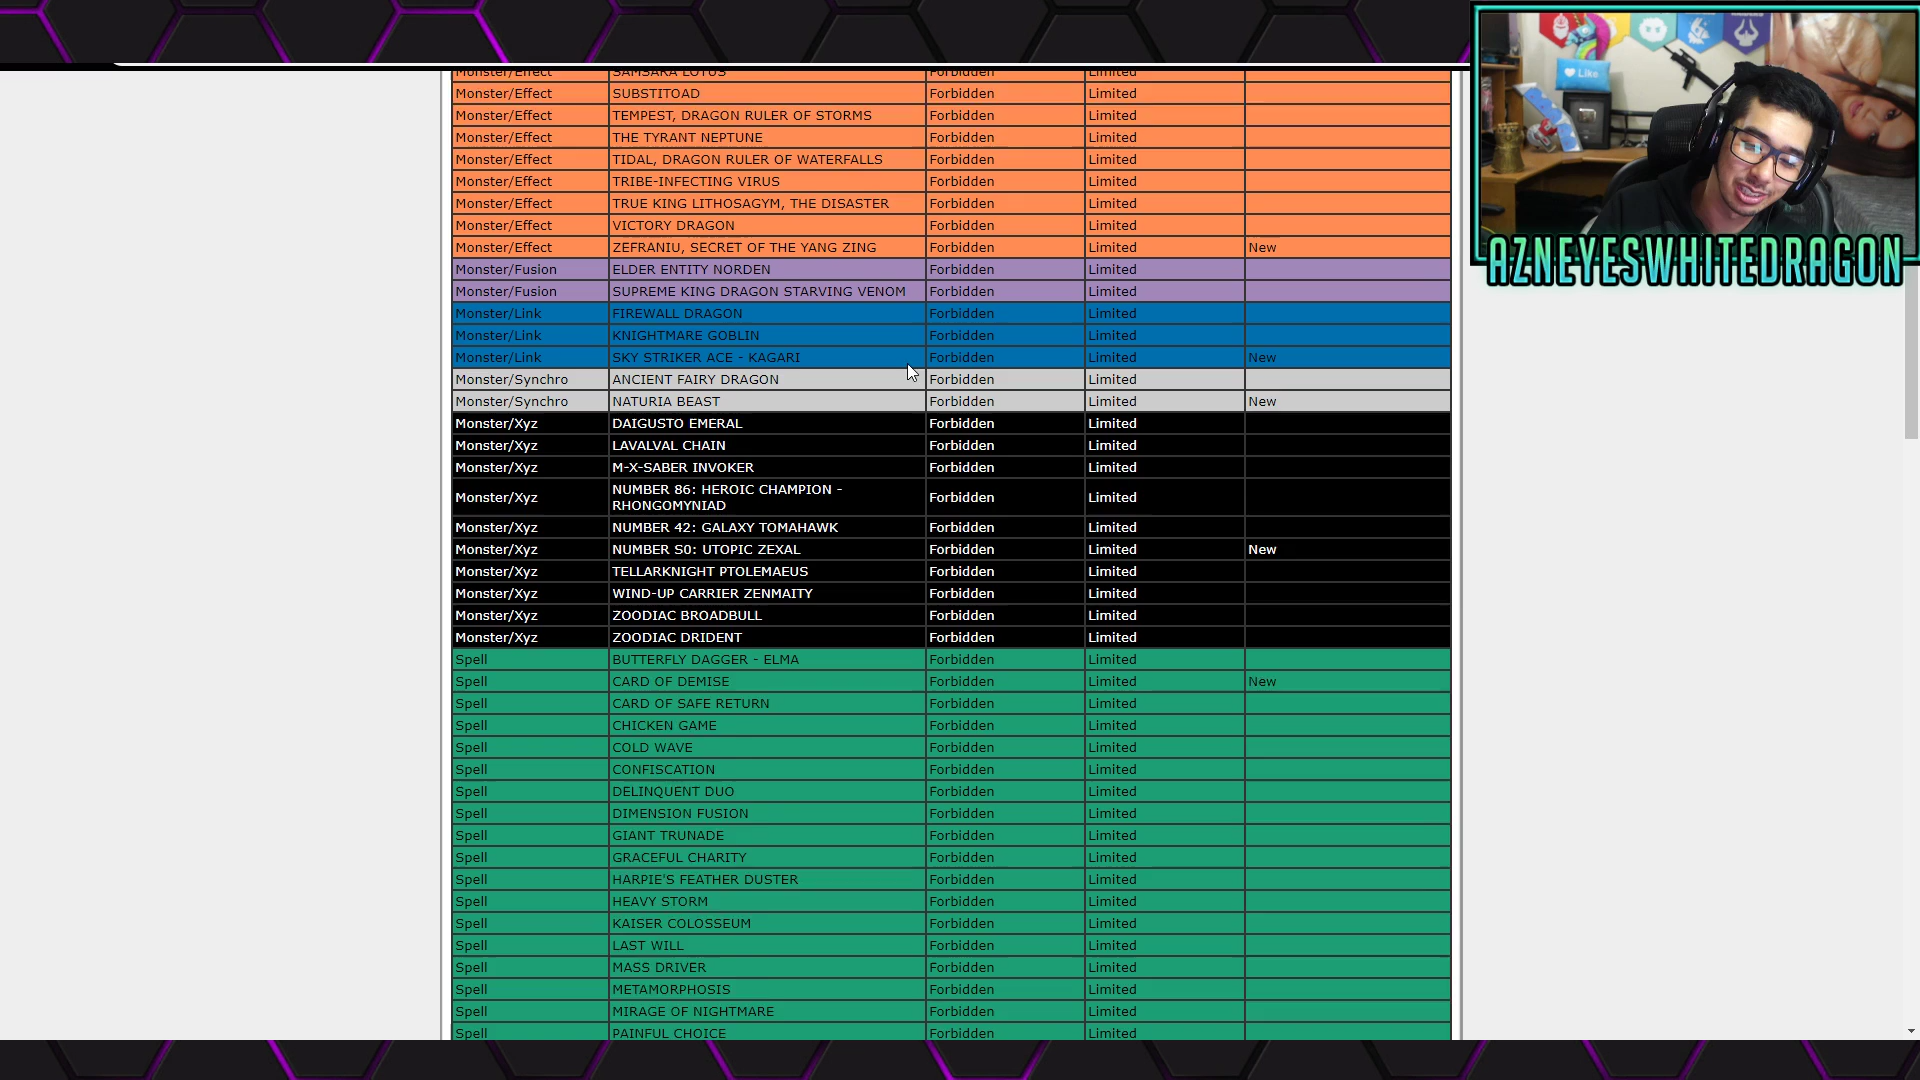 Monster/Effect SAMSARA LOTUS Forbidden Limited
Monster/Effect SUBSTITOAD Forbidden Limited
Monster/Effect TEMPEST, DRAGON RULER OF STORMS Forbidden Limited
Monster/Effect THE TYRANT NEPTUNE Forbidden Limited
Monster/Effect TIDAL, DRAGON RULER OF WATERFALLS Forbidden Limited
Monster/Effect TRIBE-INFECTING VIRUS Forbidden Limited
Monster/Effect TRUE KING LITHOSAGYM, THE DISASTER Forbidden Limited
Monster/Effect VICTORY DRAGON Forbidden Limited
Monster/Effect ZEFRANIU, SECRET OF THE YANG ZING Forbidden Limited New
Monster/Fusion ELDER ENTITY NORDEN Forbidden Limited
Monster/Fusion SUPREME KING DRAGON STARVING VENOM Forbidden Limited
Monster/Link FIREWALL DRAGON Forbidden Limited
Monster/Link KNIGHTMARE GOBLIN Forbidden Limited
Monster/Link SKY STRIKER ACE - KAGARI Forbidden Limited New
Monster/Synchro ANCIENT FAIRY DRAGON Forbidden Limited
Monster/Synchro NATURIA BEAST Forbidden Limited New
Monster/Xyz DAIGUSTO EMERAL Forbidden Limited
Monster/Xyz LAVALVAL CHAIN Forbidden Limited
Monster/Xyz M-X-SABER INVOKER Forbidden Limited
Monster/Xyz NUMBER 86: HEROIC CHAMPION -
RHONGOMYNIAD Forbidden Limited
Monster/Xyz NUMBER 42: GALAXY TOMAHAWK Forbidden Limited
Monster/Xyz NUMBER S0: UTOPIC ZEXAL Forbidden Limited New
Monster/Xyz TELLARKNIGHT PTOLEMAEUS Forbidden Limited
Monster/Xyz WIND-UP CARRIER ZENMAITY Forbidden Limited
Monster/Xyz ZOODIAC BROADBULL Forbidden Limited
Monster/Xyz ZOODIAC DRIDENT Forbidden Limited
Spell BUTTERFLY DAGGER - ELMA Forbidden Limited
Spell CARD OF DEMISE Forbidden Limited New
Spell CARD OF SAFE RETURN Forbidden Limited
Spell CHICKEN GAME Forbidden Limited
Spell COLD WAVE Forbidden Limited
Spell CONFISCATION Forbidden Limited
Spell DELINQUENT DUO Forbidden Limited
Spell DIMENSION FUSION Forbidden Limited
Spell GIANT TRUNADE Forbidden Limited
Spell GRACEFUL CHARITY Forbidden Limited
Spell HARPIE'S FEATHER DUSTER Forbidden Limited
Spell HEAVY STORM Forbidden Limited
Spell KAISER COLOSSEUM Forbidden Limited
Spell LAST WILL Forbidden Limited
Spell MASS DRIVER Forbidden Limited
Spell METAMORPHOSIS Forbidden Limited
Spell MIRAGE OF NIGHTMARE Forbidden Limited
Spell PAINFUL CHOICE Forbidden Limited
Like
AZNEYESWHITEDRAGON